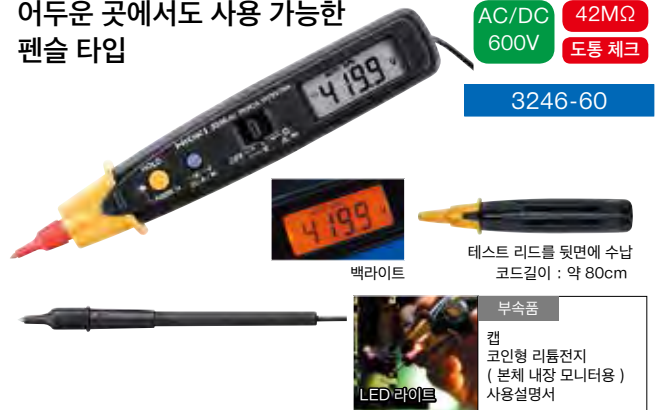 어두운 곳에서도 사용 가능한
펜슬 타입
AC/DC
600V
42MΩ
도통 체크
3246-60
4199
HIOKI
HOLD
OFF
4199
백라이트
테스트 리드를 뒷면에 수납
코드길이 : 약 80cm
LED 라이트
부속품
캡
코인형 리튬전지
( 본체 내장 모니터용 )
사용설명서